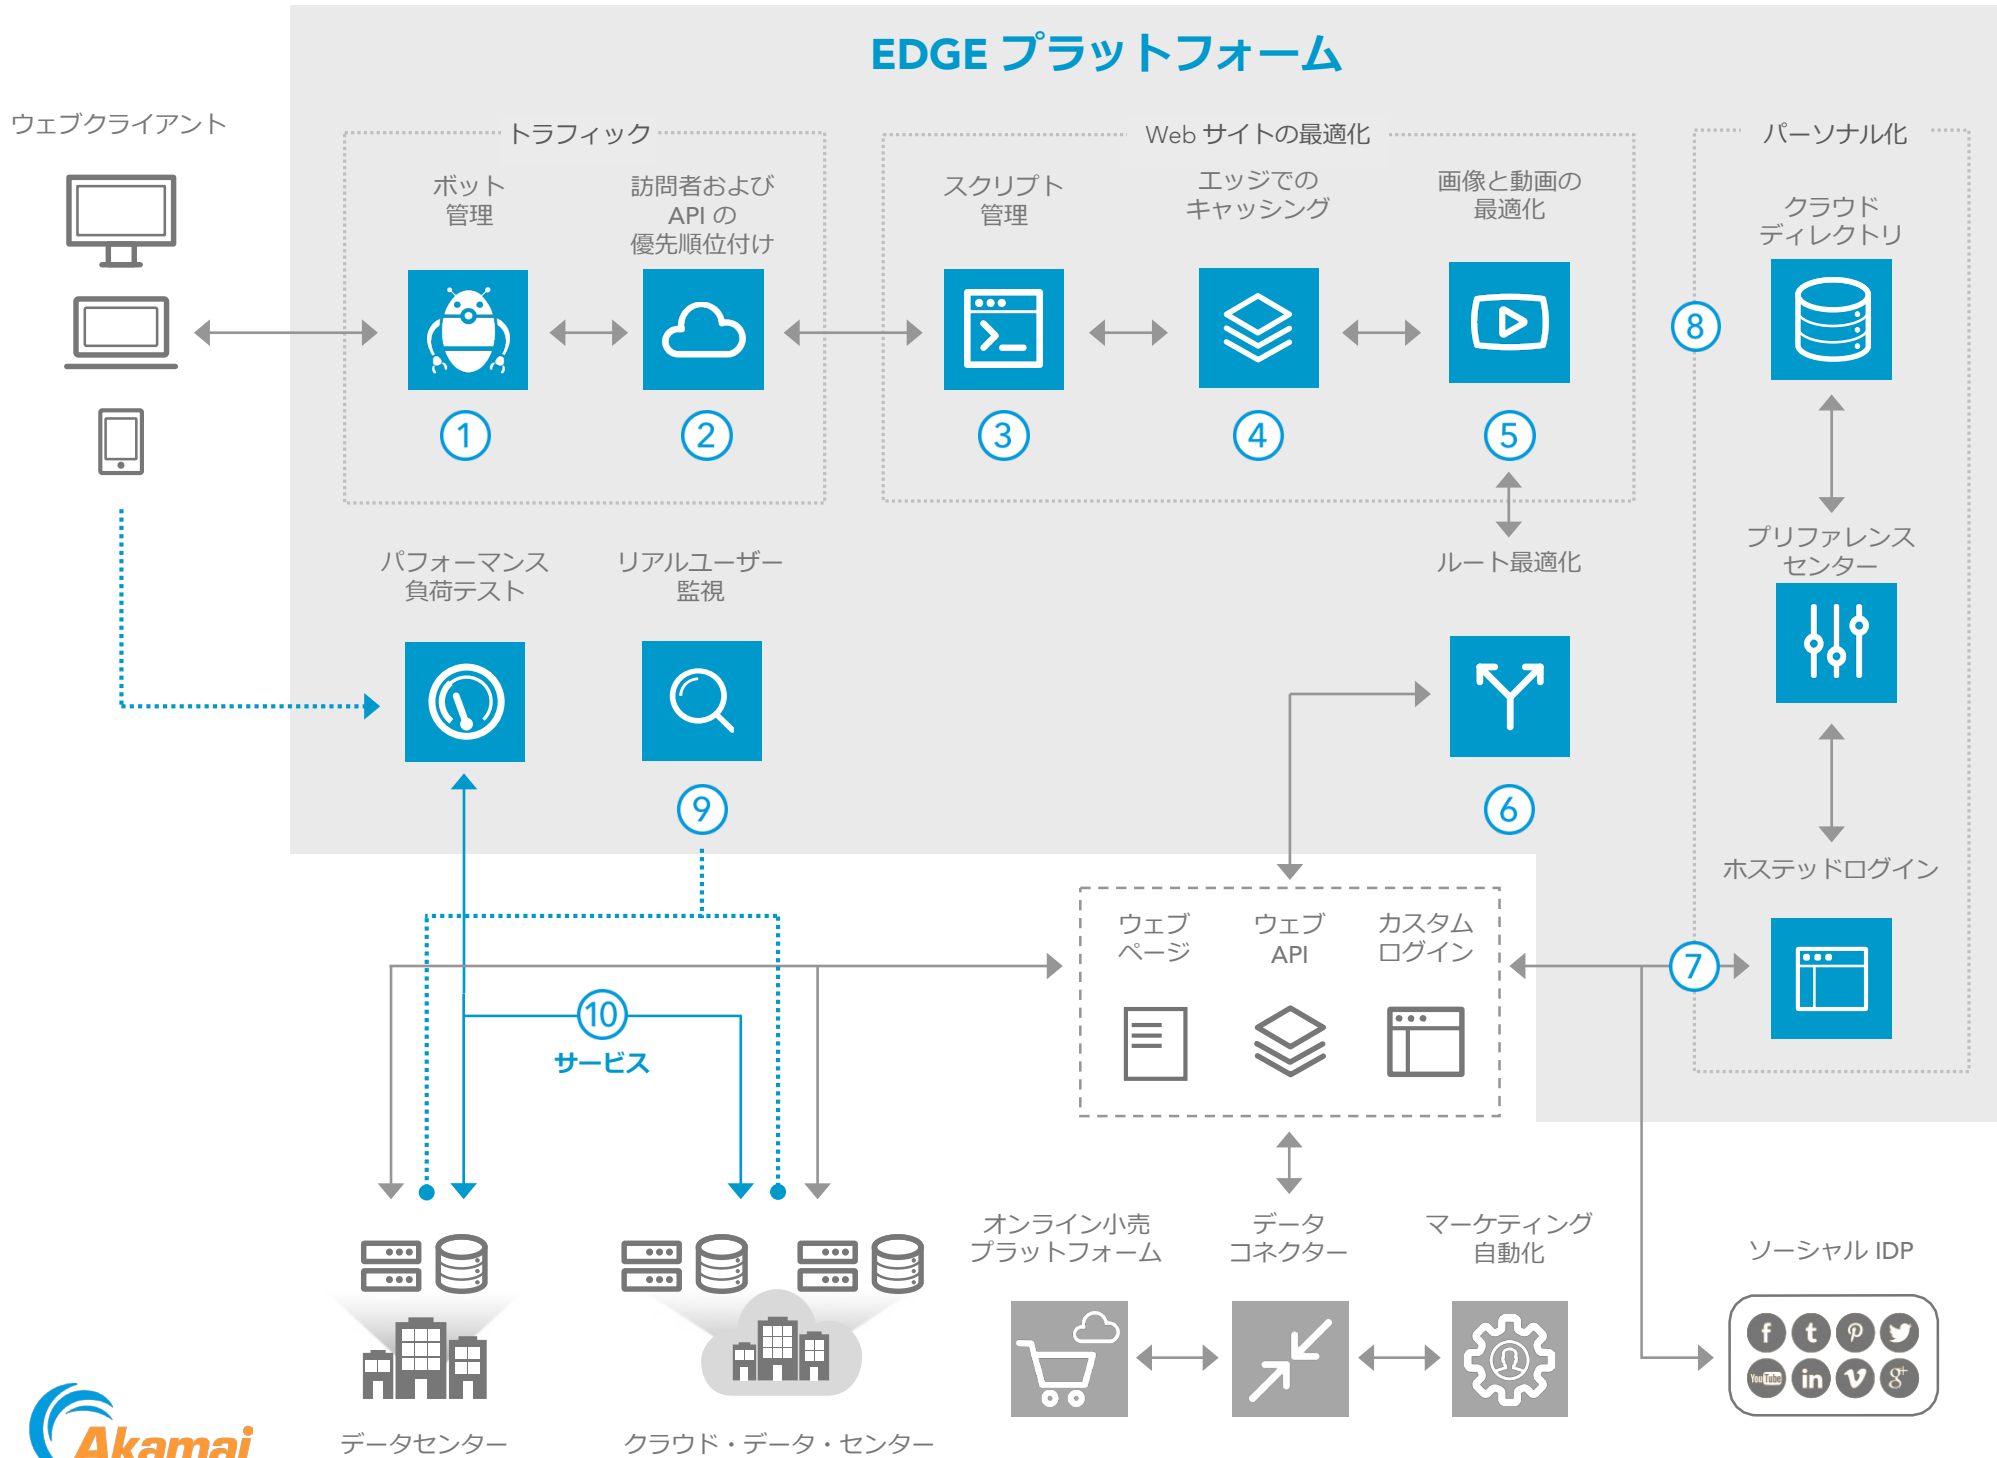 EDGE プラットフォーム
ウェブクライアント
トラフィック
Web サイトの最適化
パーソナル化
ボット
管理
訪問者および
API の
優先順位付け
スクリプト
管理
エッジでの
キャッシング
画像と動画の
最適化
クラウド
ディレクトリ
8
1
2
3
4
5
パフォーマンス
負荷テスト
リアルユーザー
監視
ルート最適化
プリファレンス
センター
9
6
ホステッドログイン
ウェブ
ページ
ウェブ
API
カスタム
ログイン
7
10
サービス
オンライン小売
プラットフォーム
データ
コネクター
マーケティング
自動化
ソーシャル IDP
f
t
P
You Tube
in
v
g+
Akamai
データセンター
クラウド・データ・センター